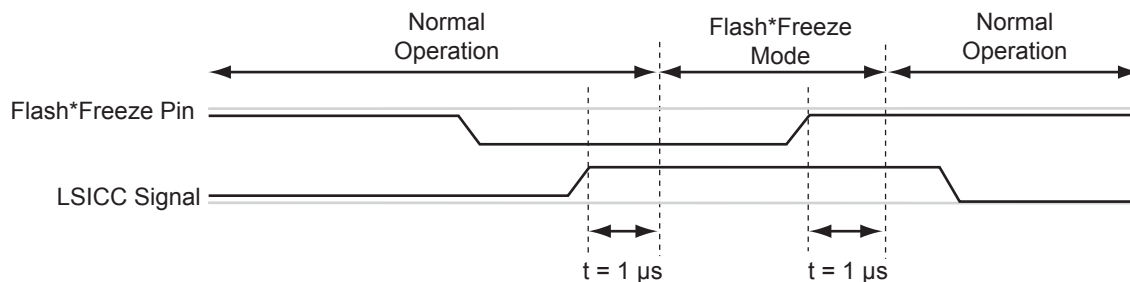 Normal
Operation
Flash*Freeze
Mode
Normal
Operation
Flash*Freeze Pin
LSICC Signal
t = 1 µs
t = 1 µs